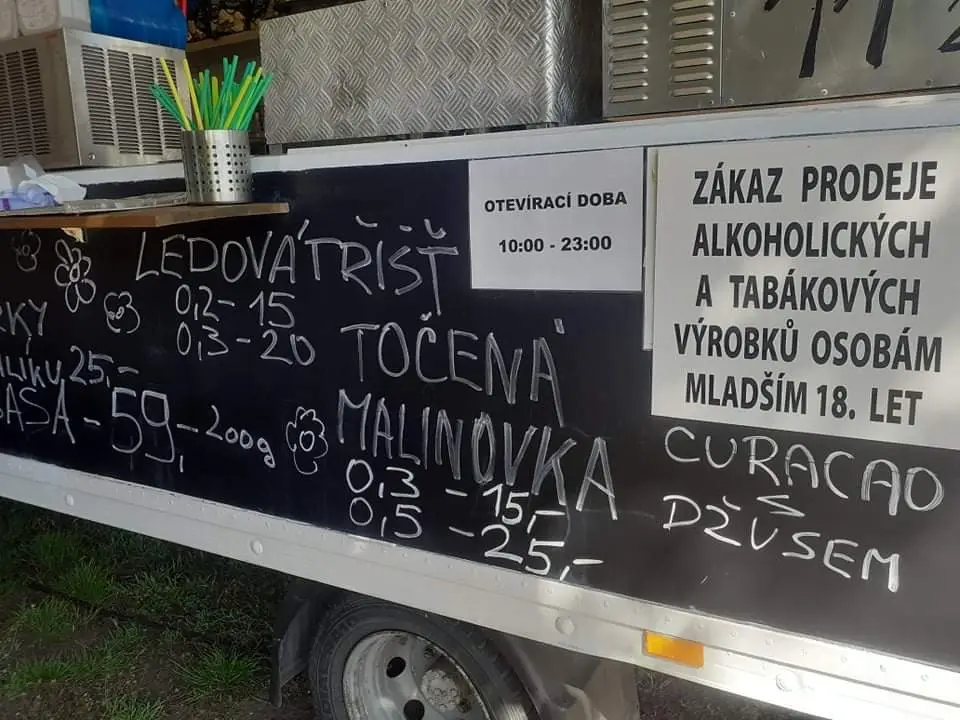 LEDOVÁ TŘÍŠŤ
0,2 - 15
0,3 - 20
25,-
- 59,- 200g
TOČENÁ
MALINOVKA
0,3 - 15,-
0,5 - 25,-
OTEVÍRACÍ DOBA
10:00 - 23:00
ZÁKAZ PRODEJE
ALKOHOLICKÝCH
A TABÁKOVÝCH
VÝROBKŮ OSOBÁM
MLADŠÍM 18. LET
CURACAO
S
DŽUSEM